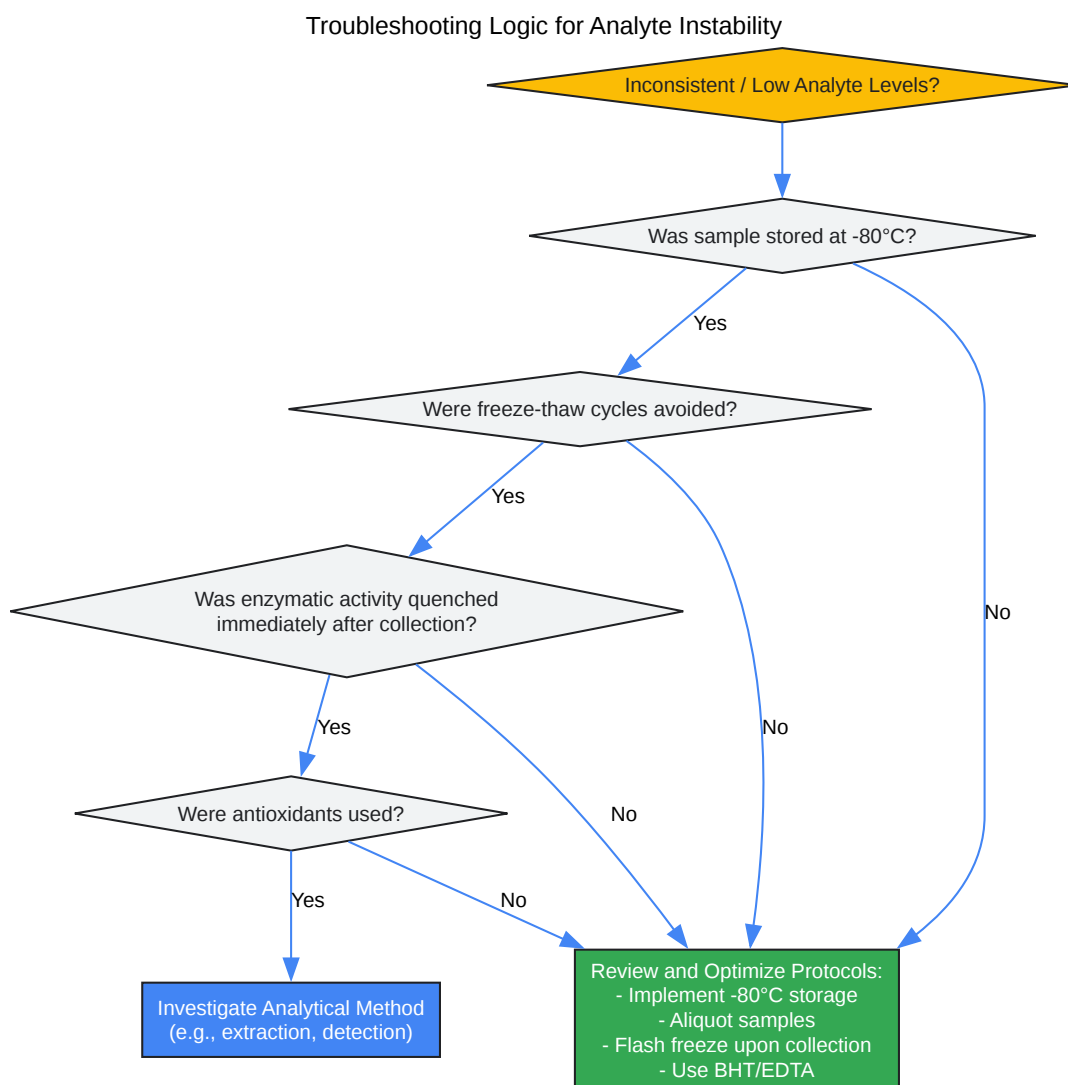 Troubleshooting Logic for Analyte Instability
Inconsistent / Low Analyte Levels?
Was sample stored at -80°C?
Yes
Were freeze-thaw cycles avoided?
Yes
Was enzymatic activity quenched
immediately after collection?
No
Yes
No
Were antioxidants used?
No
Yes
No
Investigate Analytical Method
(e.g., extraction, detection)
Review and Optimize Protocols:
- Implement -80°C storage
- Aliquot samples
- Flash freeze upon collection
- Use BHT/EDTA